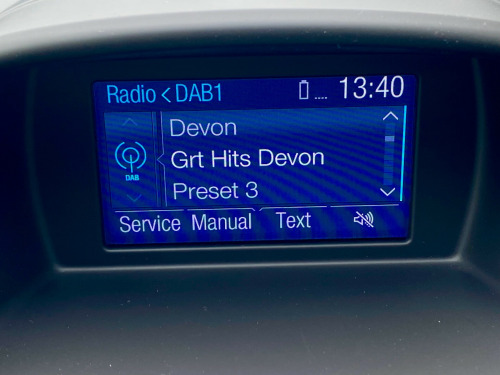 Radio < DAB1 .... 13:40
Devon
Grt Hits Devon
DAB
Preset 3
Service Manual Text